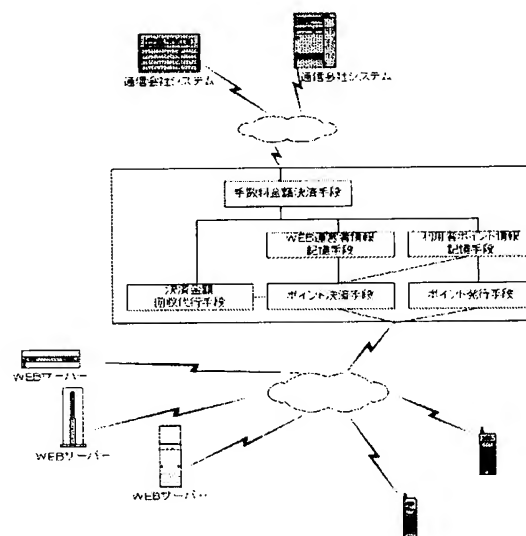 通信会社システム
通信会社システム
手数料金額決済手段
WEB運営者情報
記憶手段
利用者ポイント情報
記憶手段
決済金額
回収代行手段
ポイント決済手段
ポイント発行手段
WEBサーバー
WEBサーバー
WEBサーバー